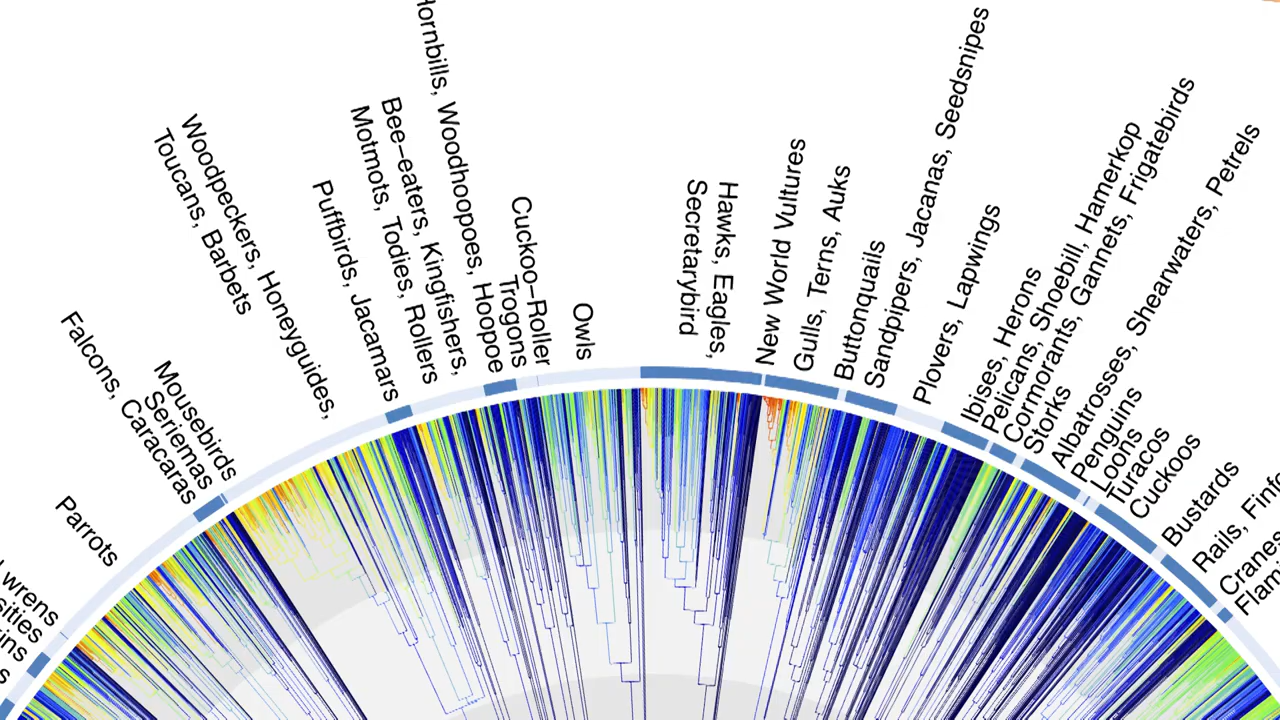 wrens
Parrots
Falcons, Caracaras
Seriemas
Mousebirds
Toucans, Barbets
Woodpeckers, Honeyguides,
Puffbirds, Jacamars
Motmots, Todies, Rollers
Bee-eaters, Kingfishers,
Hornbills, Woodhoopoes, Hoopoe
Trogons
Cuckoo-Roller
Owls
Secretarybird
Hawks, Eagles,
New World Vultures
Gulls, Terns, Auks
Buttonquails
Sandpipers, Jacanas, Seedsnipes
Plovers, Lapwings
Ibises, Herons
Pelicans, Shoebill, Hamerkop
Cormorants, Gannets, Frigatebirds
Storks
Albatrosses, Shearwaters, Petrels
Penguins
Loons
Turacos
Cuckoos
Bustards
Rails,
Cranes